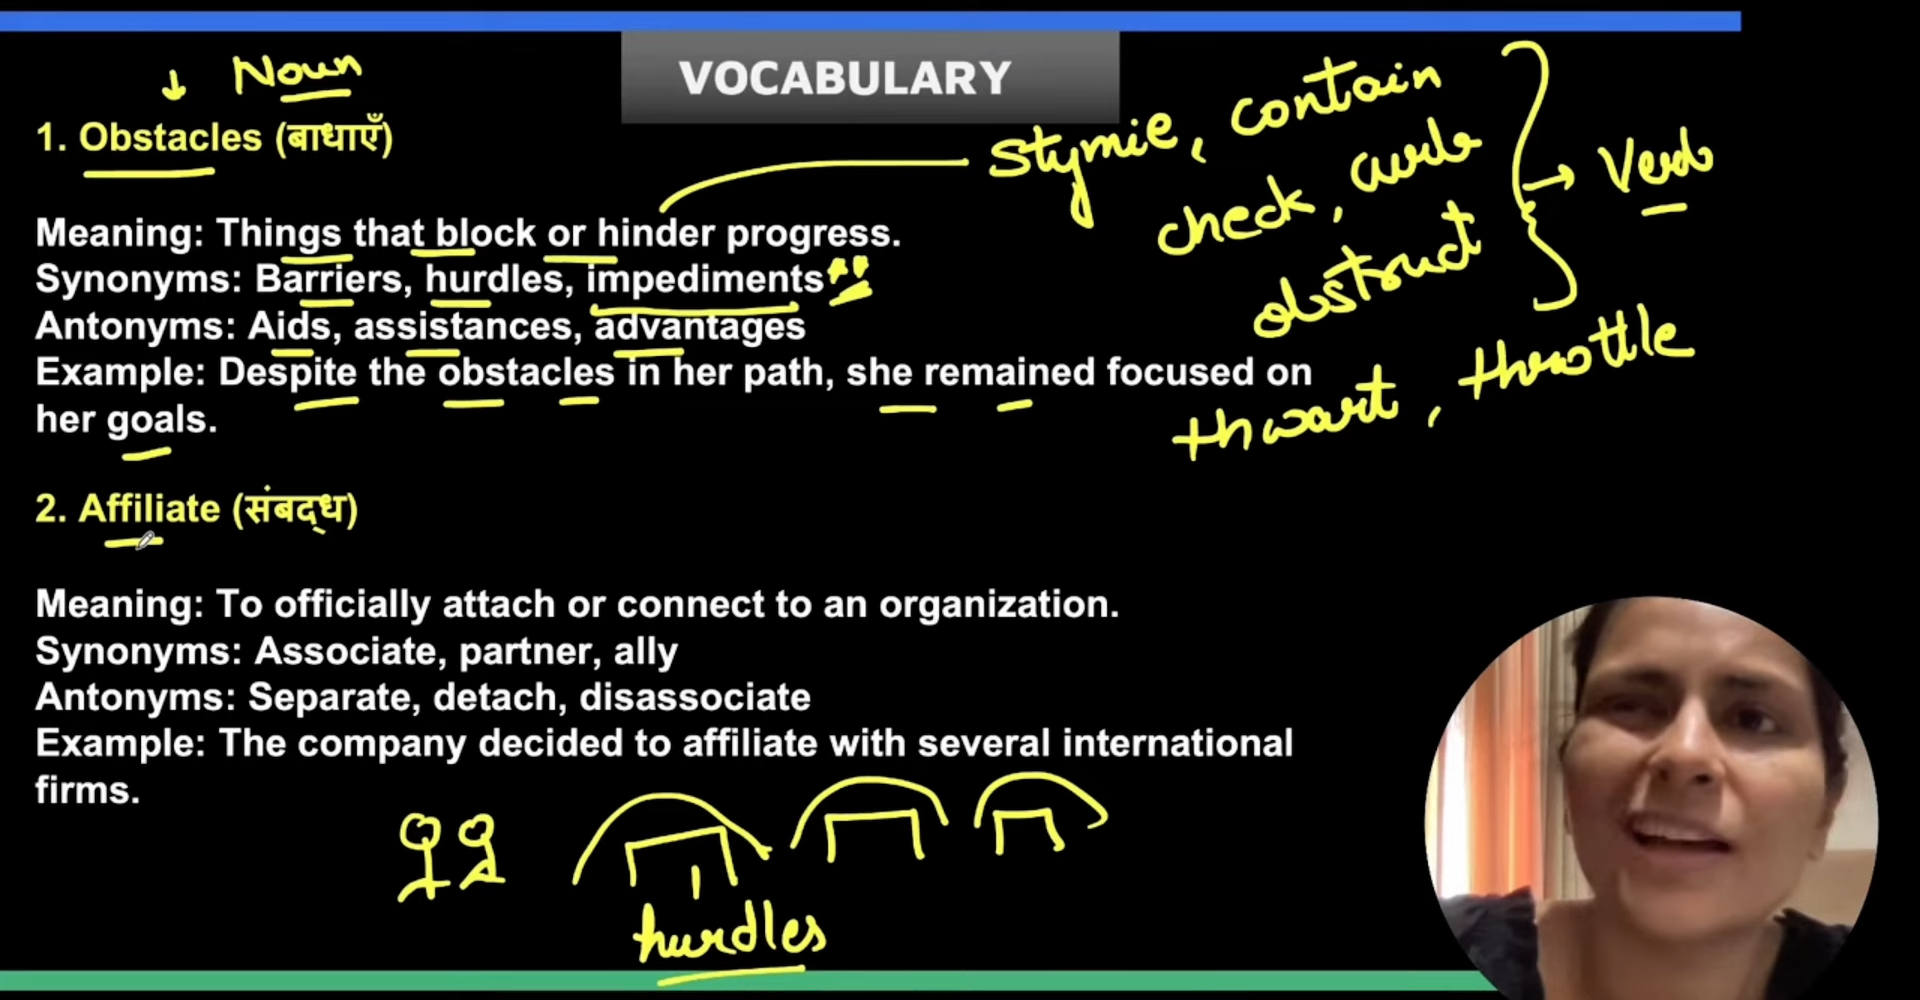 VOCABULARY
Noun
1. Obstacles (बाधाएँ)
Stymie, contain
check, curb
obstruct
thwart, throttle
Verb
Meaning: Things that block or hinder progress.
Synonyms: Barriers, hurdles, impediments
Antonyms: Aids, assistances, advantages
Example: Despite the obstacles in her path, she remained focused on
her goals.
2. Affiliate (संबद्ध)
Meaning: To officially attach or connect to an organization.
Synonyms: Associate, partner, ally
Antonyms: Separate, detach, disassociate
Example: The company decided to affiliate with several international
firms.
hurdles